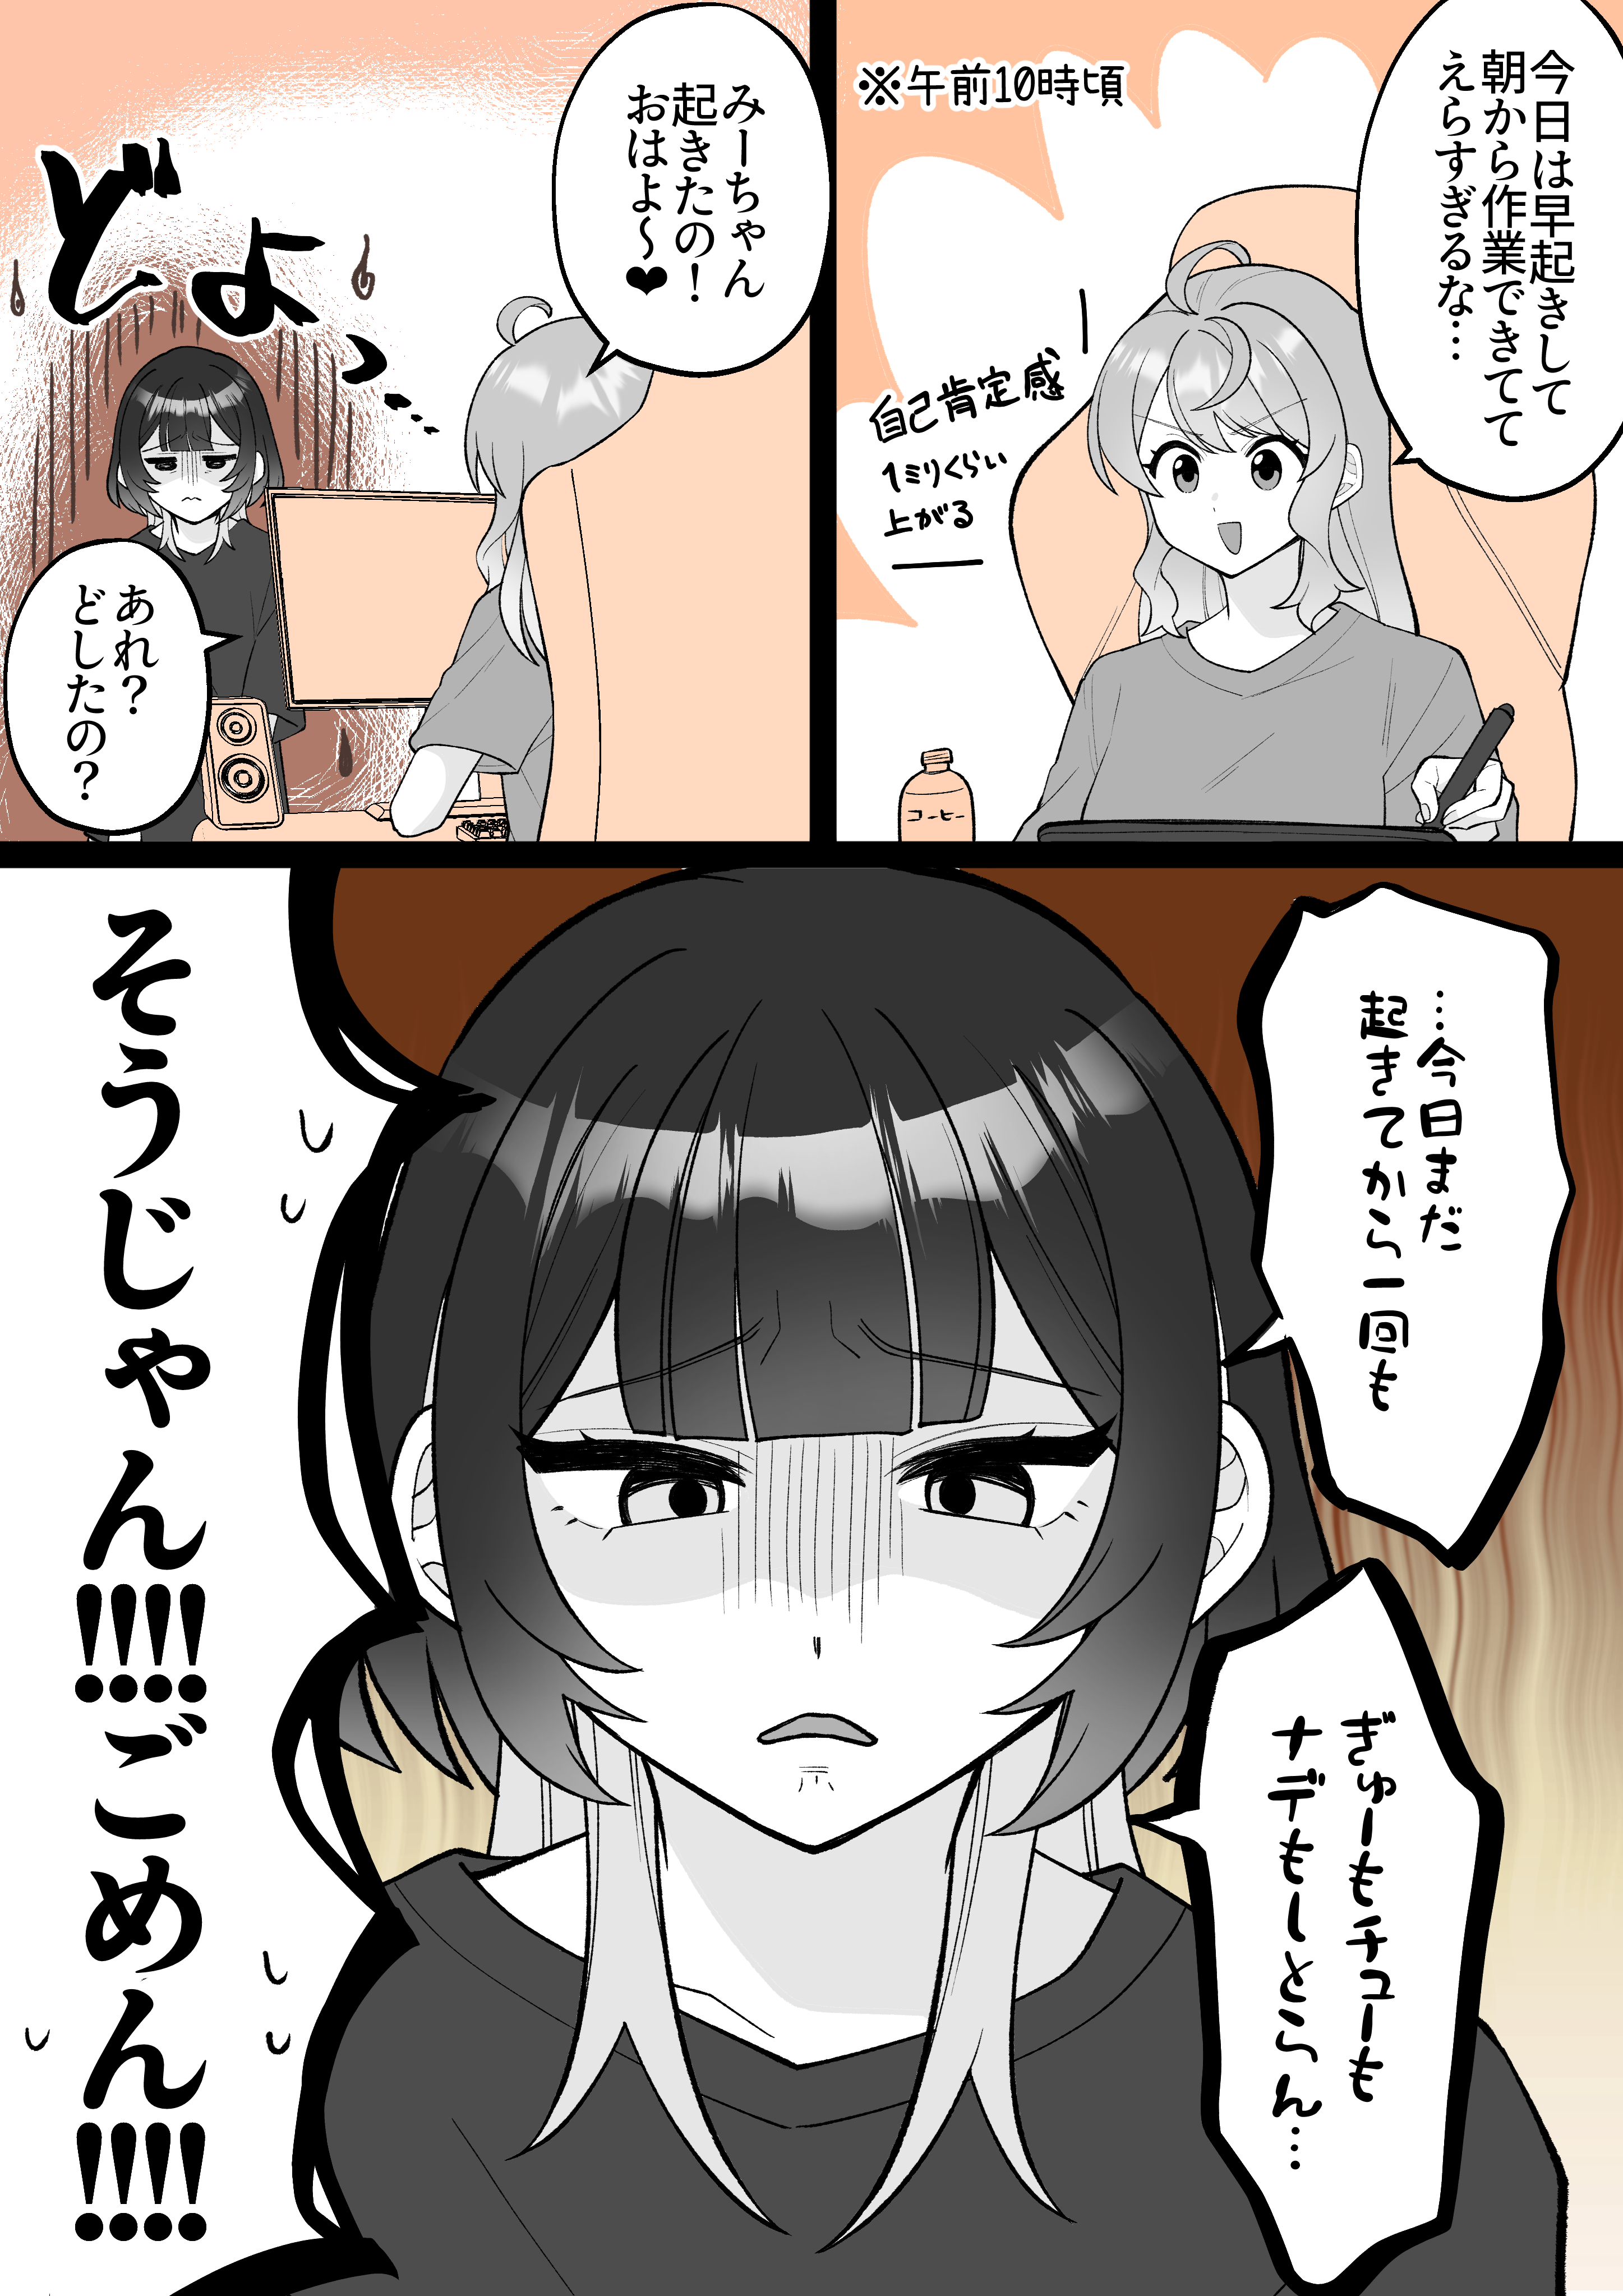 今日は早起きして
朝から作業できてて
えらすぎるな…
※午前10時頃
自己肯定感
1ミリくらい
上がる
コーヒー
みーちゃん
起きたの！
おはよ〜❤
どよ、、…
あれ？
どしたの？
…今日まだ
起きてから一回も
ぎゅーもチューも
ナデもしとらん…
そうじゃん!!!!ごめん!!!!